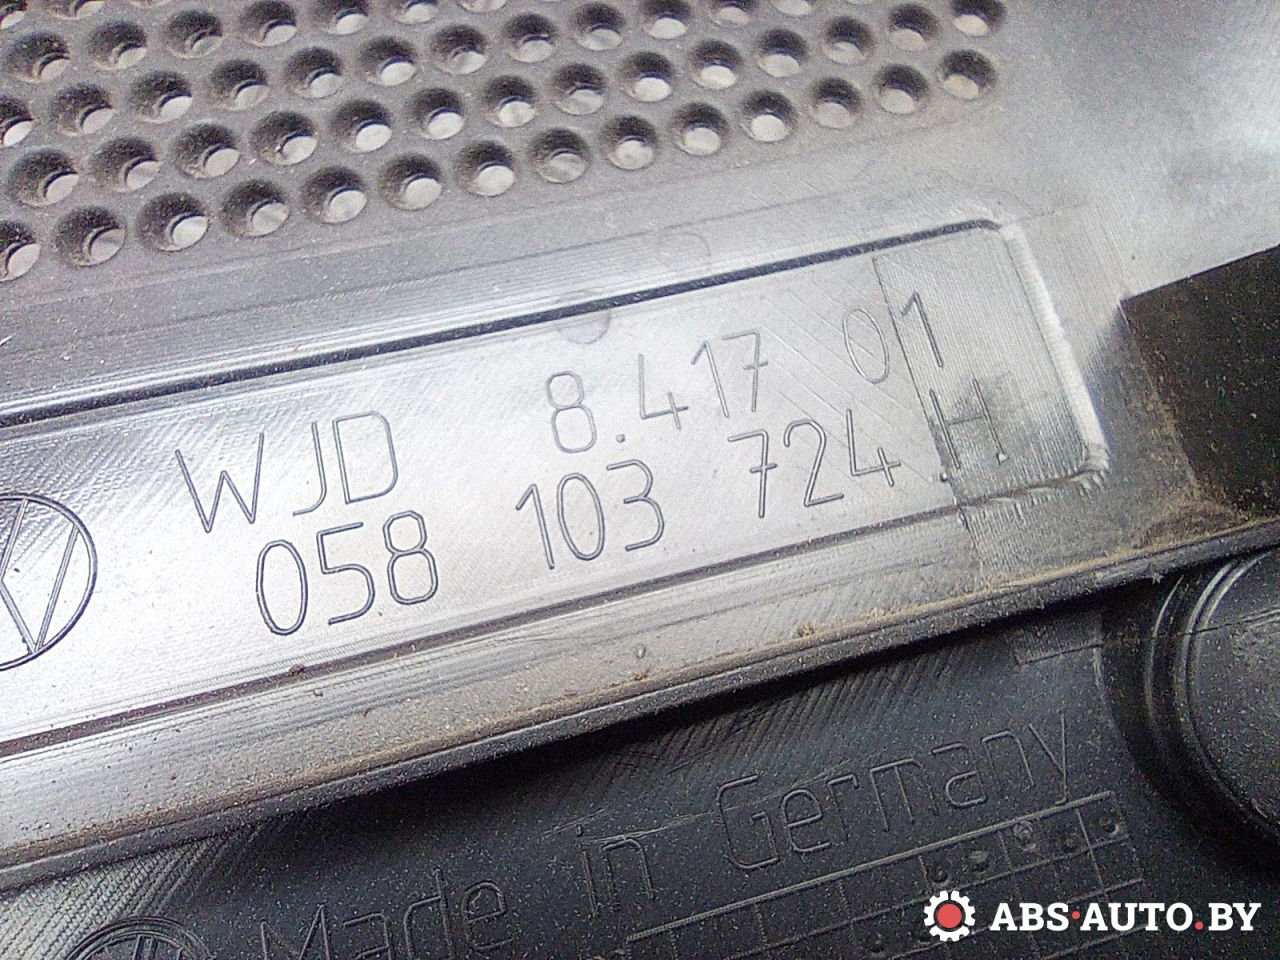 WJD 8.417 01
058 103 724 H
Made in Germany
ABS·AUTO.BY